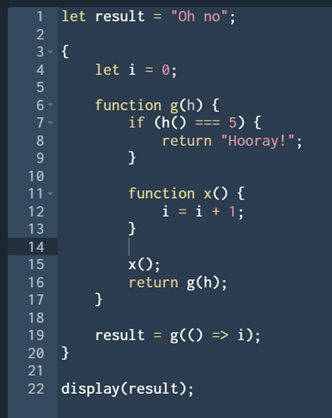 1 let result = "Oh no";
2
3 {
4     let i = 0;
5
6     function g(h) {
7         if (h() === 5) {
8             return "Hooray!";
9         }
10
11         function x() {
12             i = i + 1;
13         }
14
15         x();
16         return g(h);
17     }
18
19     result = g(() => i);
20 }
21
22 display(result);